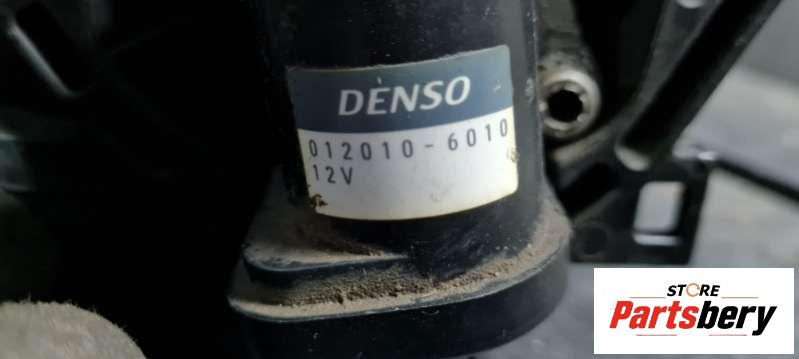 DENSO
012010-6010
12V
STORE
Partsbery